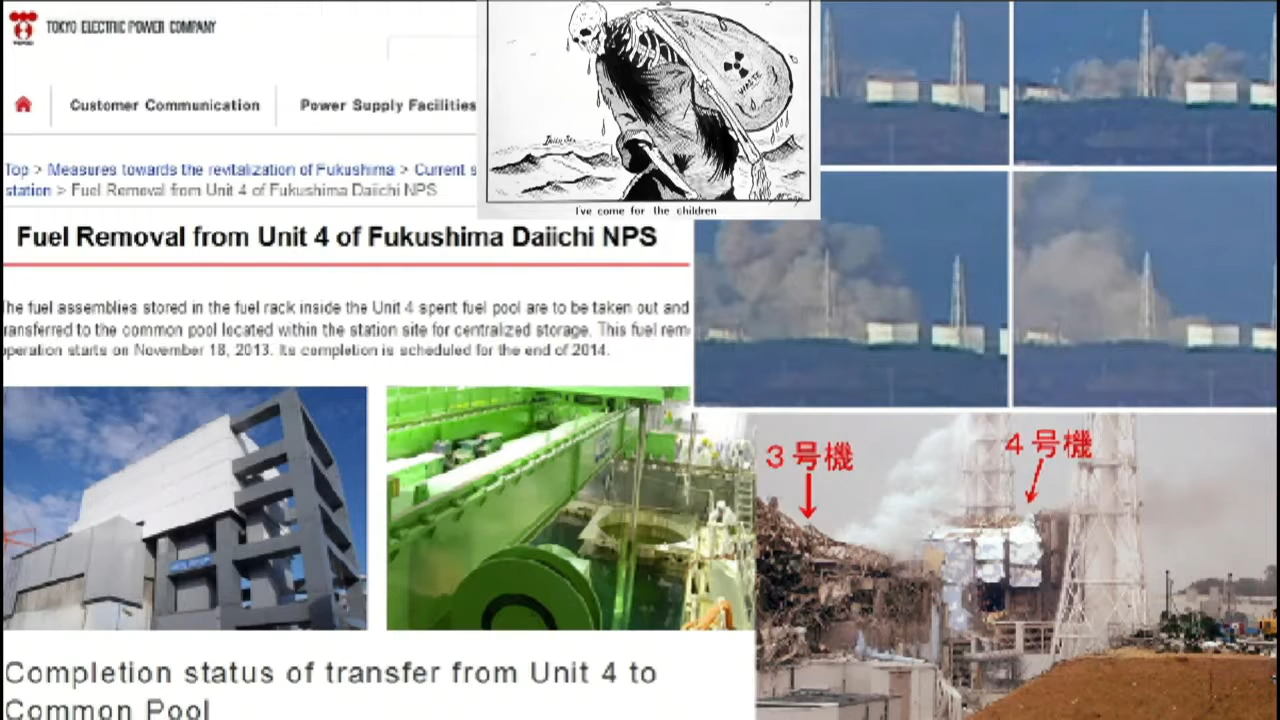 TOKYO ELECTRIC POWER COMPANY
TEPCO
Customer Communication
Power Supply Facilities
Top > Measures towards the revitalization of Fukushima > Current s
station > Fuel Removal from Unit 4 of Fukushima Daiichi NPS
WASTE
I've come for the children
Fuel Removal from Unit 4 of Fukushima Daiichi NPS
The fuel assemblies stored in the fuel rack inside the Unit 4 spent fuel pool are to be taken out and
ransferred to the common pool located within the station site for centralized storage. This fuel rem
operation starts on November 18, 2013. Its completion is scheduled for the end of 2014.
3号機
4号機
Completion status of transfer from Unit 4 to
Common Pool